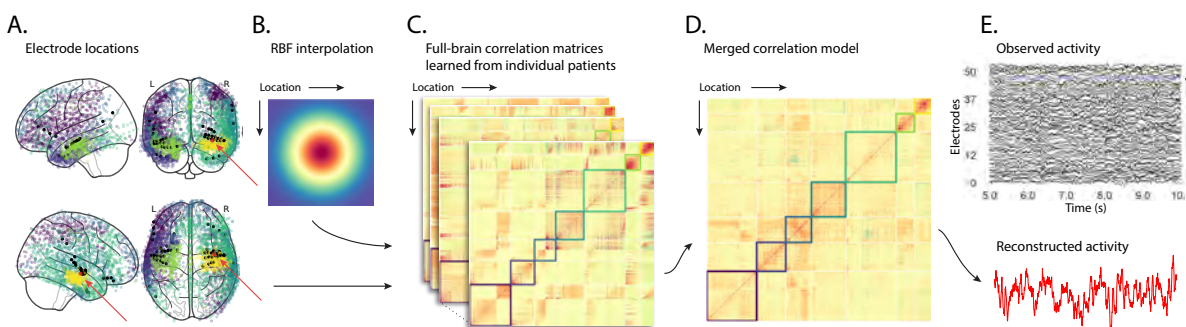 A.
Electrode locations
L
R
L
R
B.
RBF interpolation
Location
C.
Full-brain correlation matrices
learned from individual patients
Location
D.
Merged correlation model
Location
E.
Observed activity
Electrodes
50
37
25
12
0
5.0 6.0 7.0 8.0 9.0 10.
Time (s)
Reconstructed activity